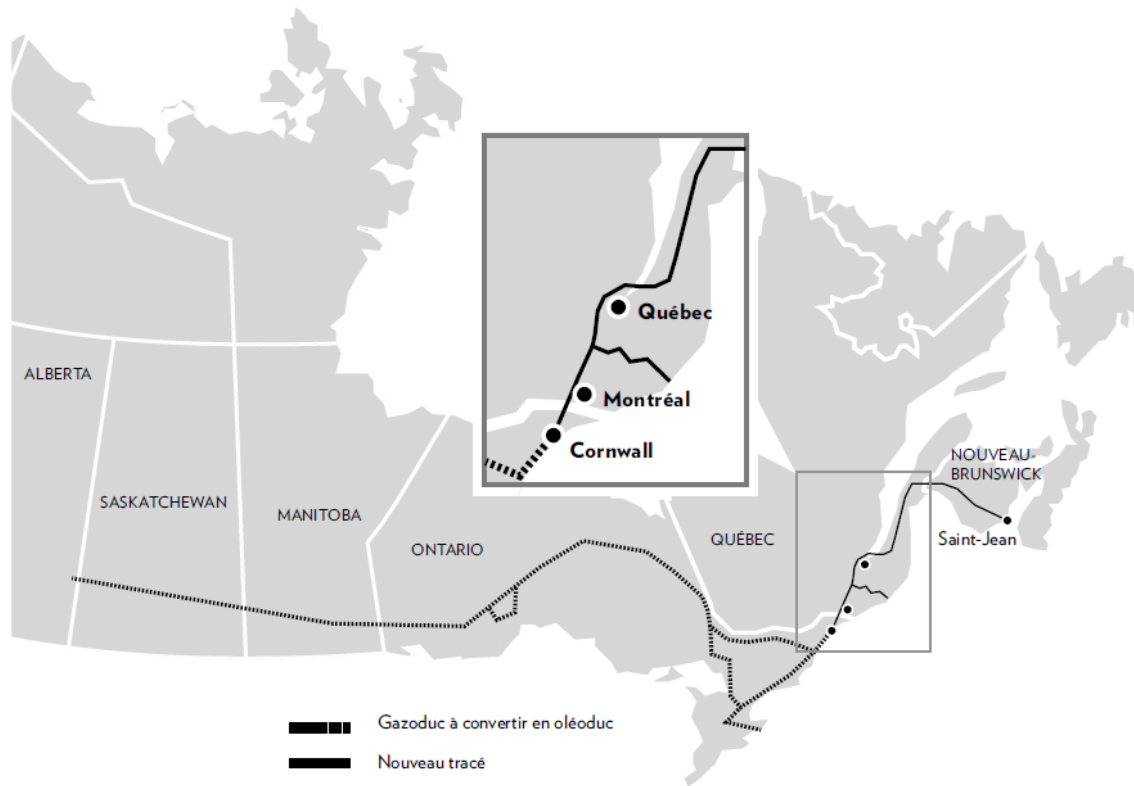 Québec
Montréal
Cornwall
ALBERTA
SASKATCHEWAN
MANITOBA
ONTARIO
QUÉBEC
NOUVEAU-
BRUNSWICK
Saint-Jean
Gazoduc à convertir en oléoduc
Nouveau tracé